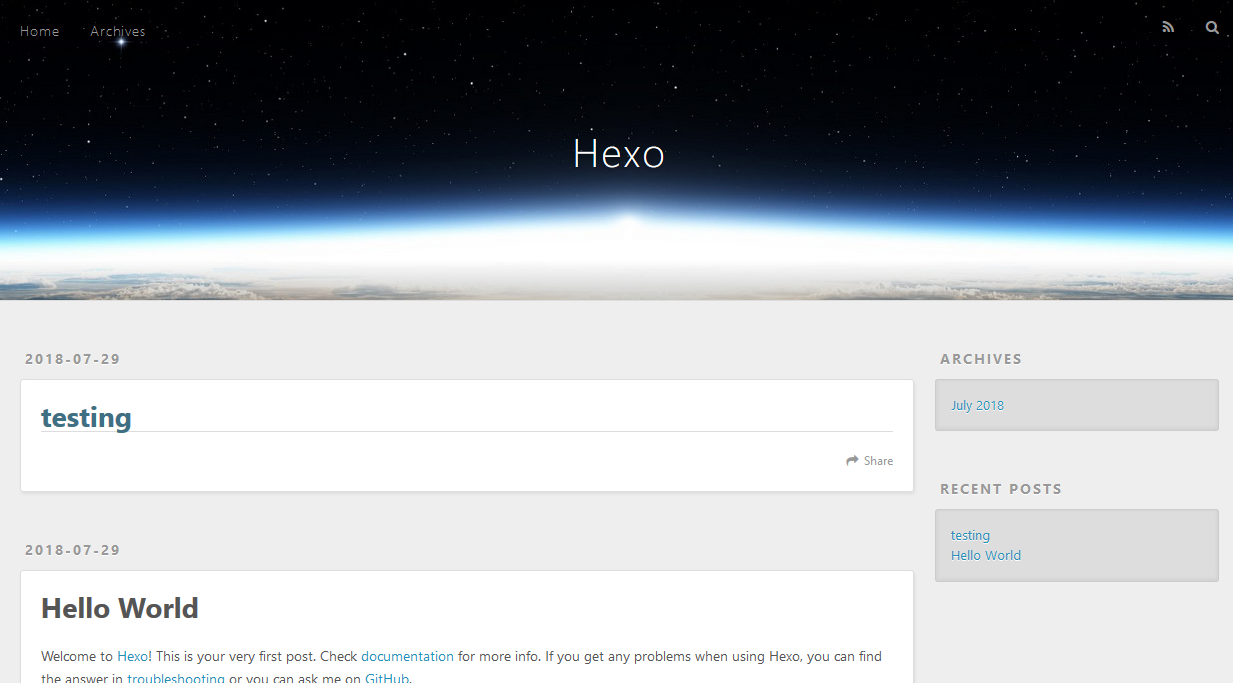 Home Archives
Hexo
2018-07-29
testing
Share
2018-07-29
Hello World
Welcome to Hexo! This is your very first post. Check documentation for more info. If you get any problems when using Hexo, you can find
the answer in troubleshooting or you can ask me on GitHub.
ARCHIVES
July 2018
RECENT POSTS
testing
Hello World